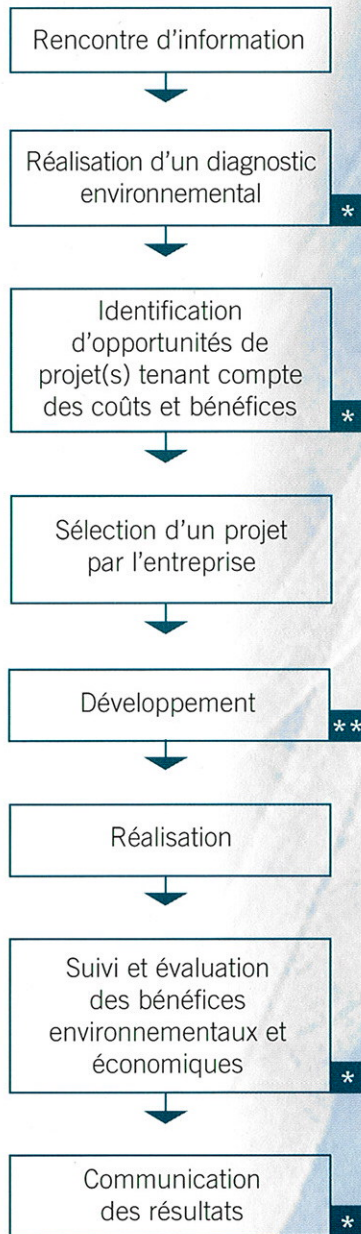 Rencontre d'information
Réalisation d'un diagnostic
environnemental
*
Identification
d'opportunités de
projet(s) tenant compte
des coûts et bénéfices
*
Sélection d'un projet
par l'entreprise
Développement
**
Réalisation
Suivi et évaluation
des bénéfices
environnementaux et
économiques
*
Communication
des résultats
*